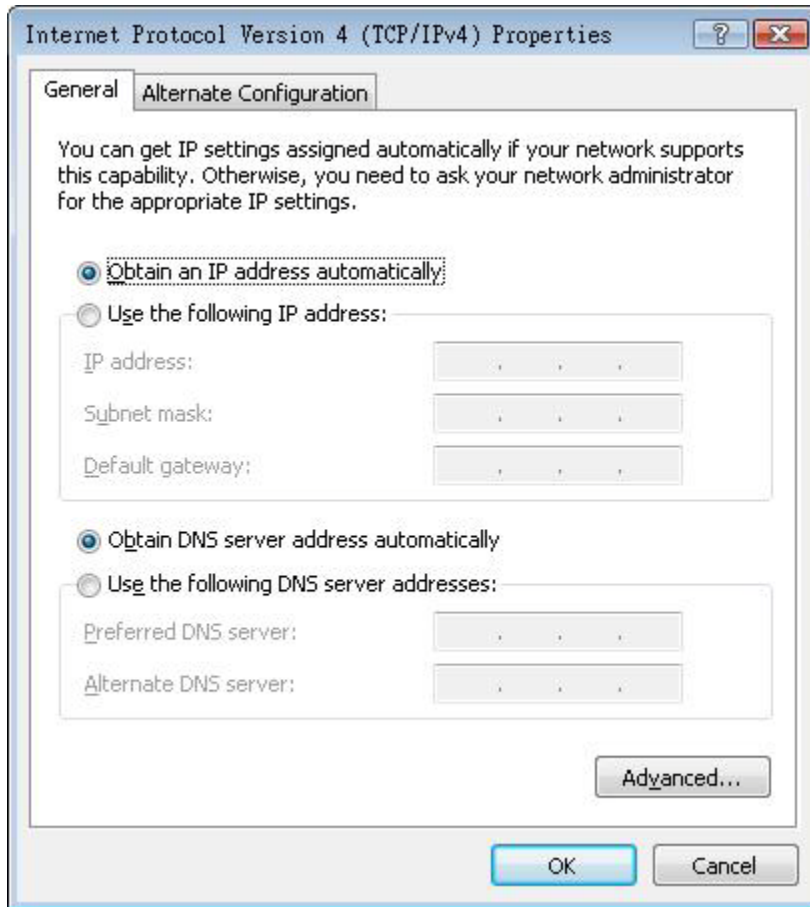 Internet Protocol Version 4 (TCP/IPv4) Properties
General
Alternate Configuration
You can get IP settings assigned automatically if your network supports
this capability. Otherwise, you need to ask your network administrator
for the appropriate IP settings.
Obtain an IP address automatically
Use the following IP address:
IP address:
Subnet mask:
Default gateway:
Obtain DNS server address automatically
Use the following DNS server addresses:
Preferred DNS server:
Alternate DNS server:
Advanced...
OK
Cancel